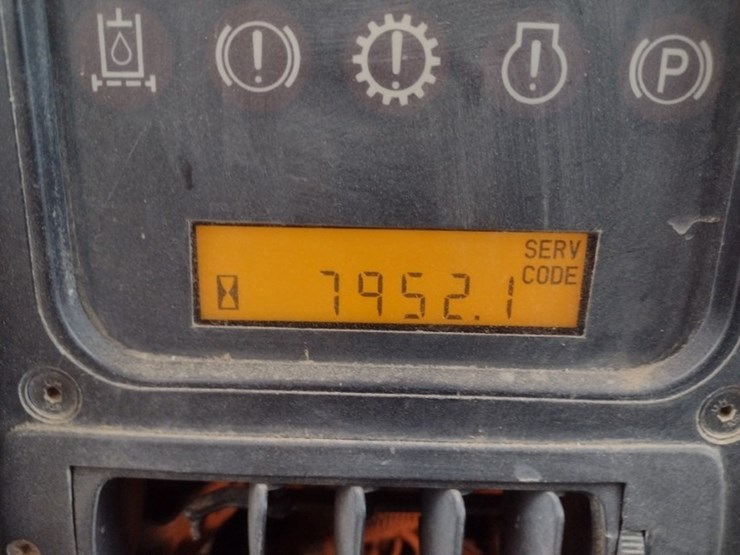 P
SERV
CODE
7952.1